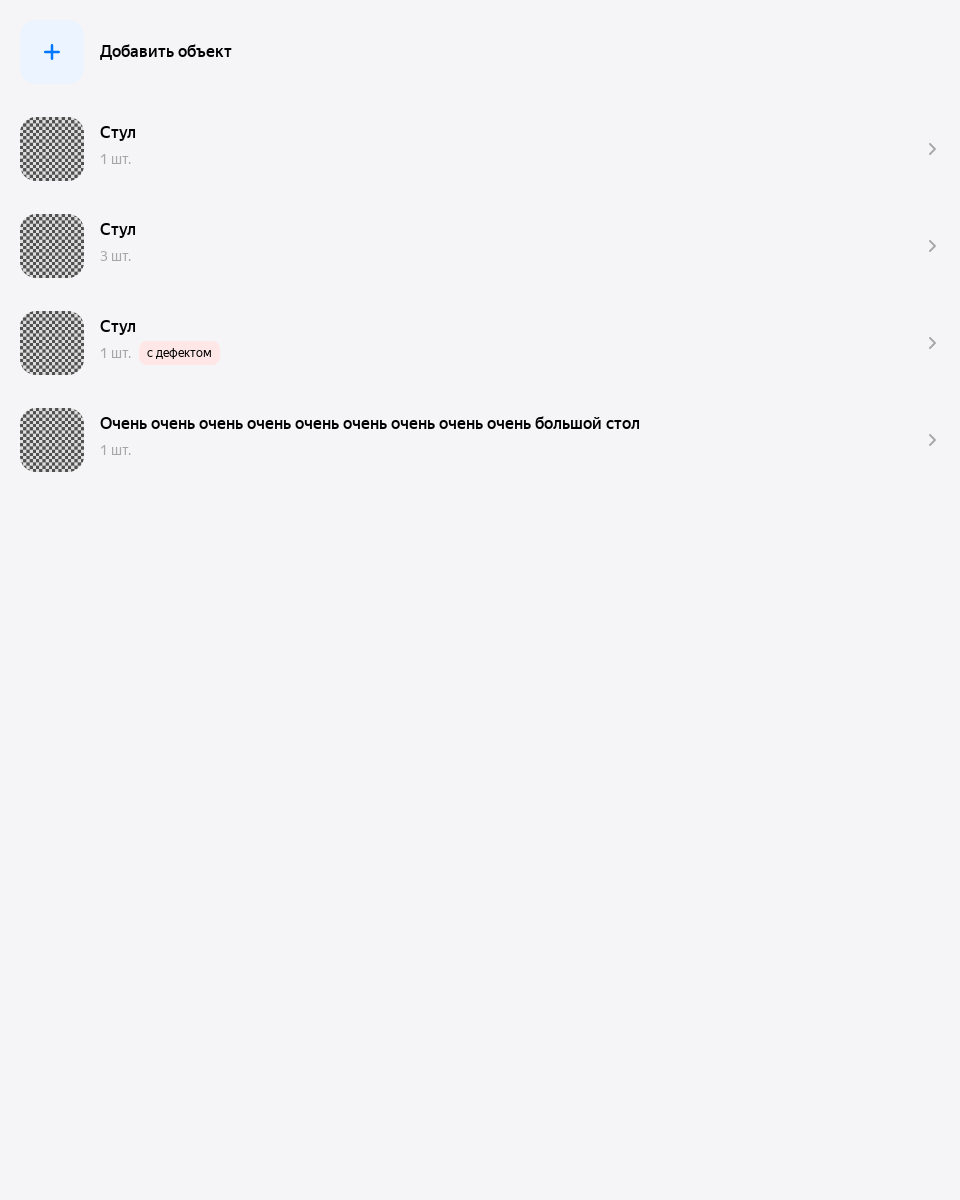 Добавить объект
Стул
1 шт.
Стул
3 шт.
Стул
1 шт. с дефектом
Очень очень очень очень очень очень очень очень очень большой стол
1 шт.